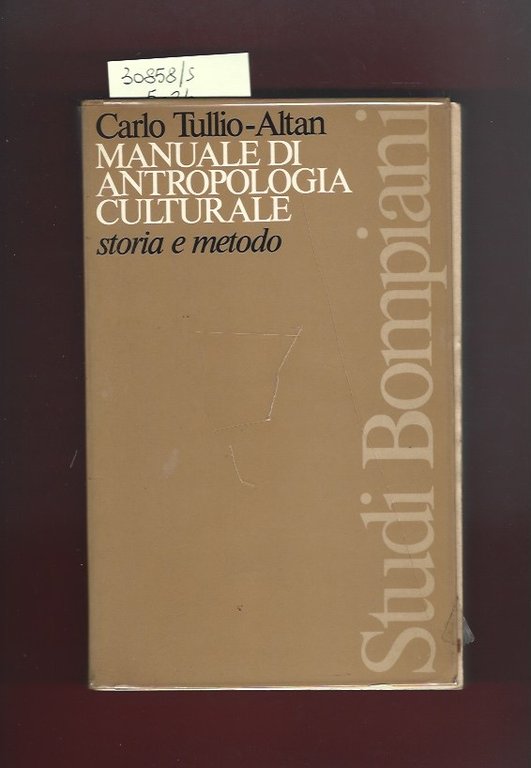 30858/s
Carlo Tullio-Altan
MANUALE DI
ANTROPOLOGIA
CULTURALE
storia e metodo
Studi Bompiani